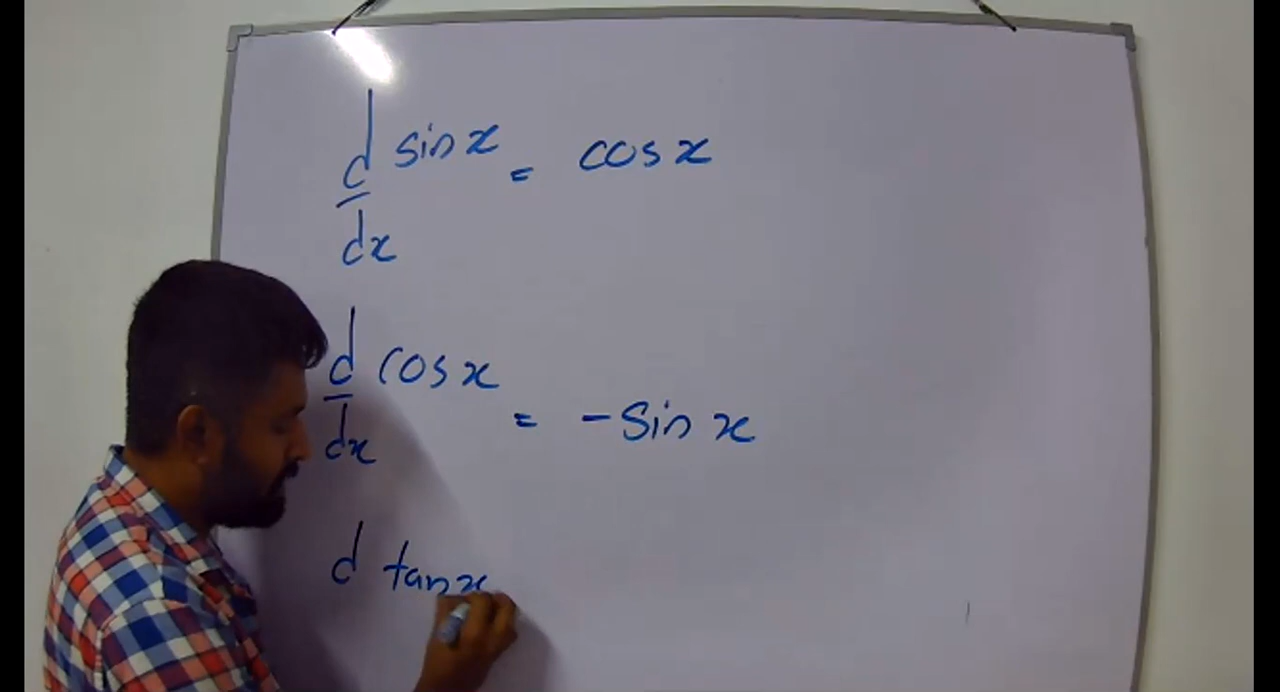 d sin x = cos x
dx
d cos x = - sin x
dx
d tan x